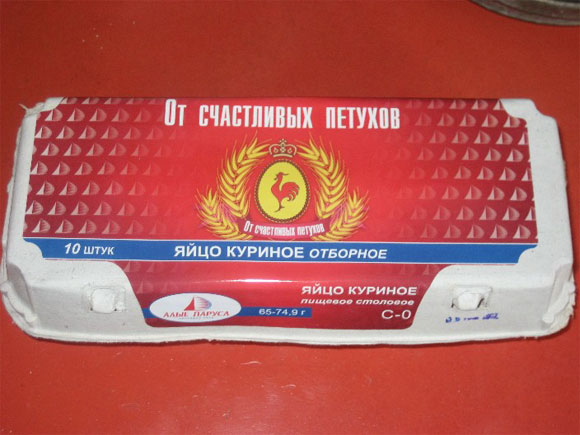 От счастливых петухов
От счастливых петухов
10 штук
ЯЙЦО КУРИНОЕ ОТБОРНОЕ
ЯЙЦО КУРИНОЕ
пищевое столовое
С-0
АЛЫЕ ПАРУСА
65-74,9 г